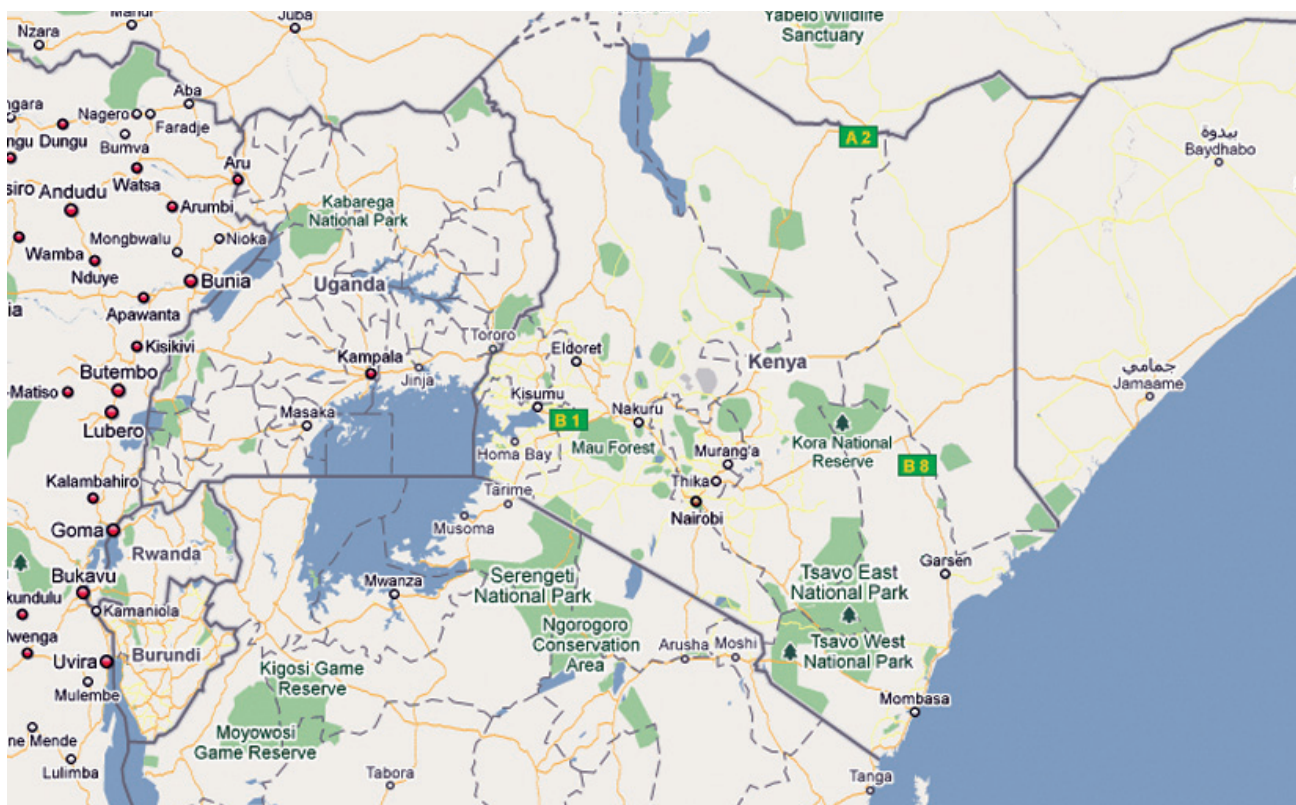 Mandi
Nzara
Juba
Yabelo Wildlife
Sanctuary
Aba
ngara
Nagero
Faradje
ngu
Dungu
Bumva
A 2
بيدوة
Baydhabo
Aru
Watsa
siro
Andudu
Arumbi
Kabarega
National Park
Mongbwalu
Nioka
Wamba
Nduye
Bunia
Uganda
ia
Apawanta
Kisikivi
Tororo
Eldoret
Kenya
Butembo
Kampala
Jinja
جمامي
Jamaame
Matiso
Lubero
Masaka
Kisumu
B 1
Nakuru
Kora National
Reserve
Homa Bay
Mau Forest
Murang'a
B 8
Kalambahiro
Tarime
Thika
Goma
Musoma
Nairobi
Rwanda
Garsen
Bukavu
Mwanza
Serengeti
National Park
Tsavo East
National Park
kundulu
Kamaniola
Ngorogoro
Conservation
Area
lwenga
Burundi
Arusha
Moshi
Tsavo West
National Park
Uvira
Kigosi Game
Reserve
Mulembe
Mombasa
ne Mende
Moyowosi
Game Reserve
Lulimba
Tabora
Tanga